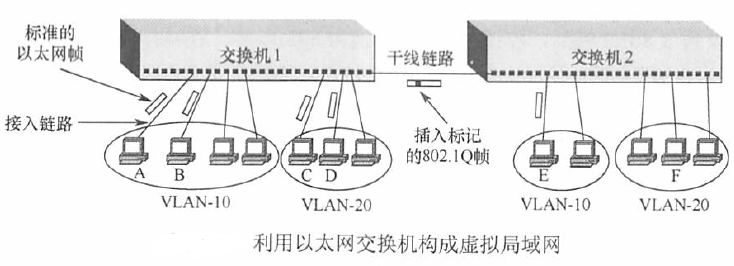 标准的
以太网帧
交换机1
干线链路
交换机2
接入链路
插入标记
的802.1Q帧
A
B
C
D
E
F
VLAN-10
VLAN-20
VLAN-10
VLAN-20
利用以太网交换机构成虚拟局域网